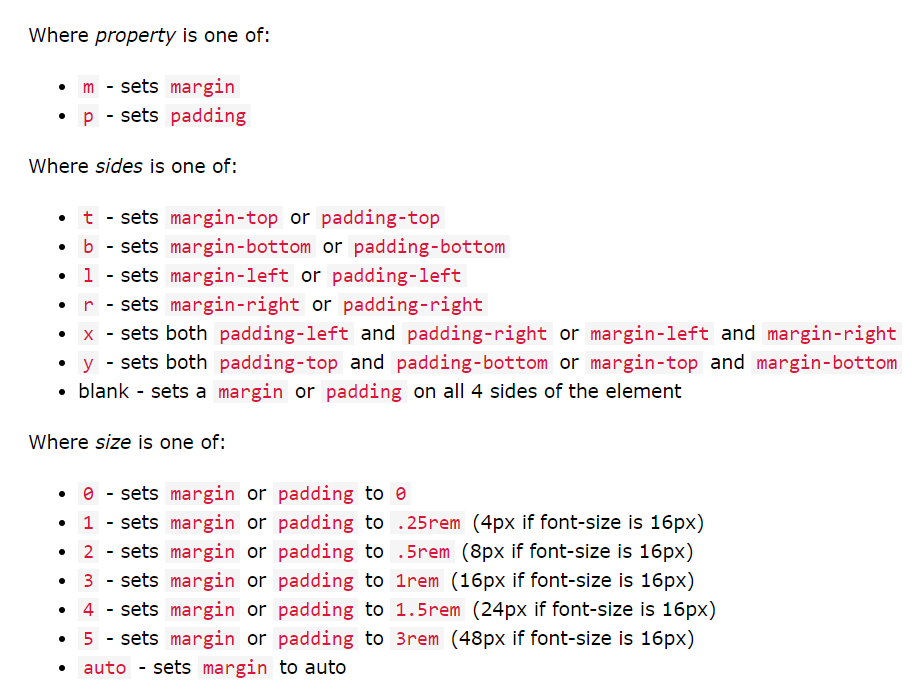 Where property is one of:
• m - sets margin
• p - sets padding
Where sides is one of:
• t - sets margin-top or padding-top
• b - sets margin-bottom or padding-bottom
• l - sets margin-left or padding-left
• r - sets margin-right or padding-right
• x - sets both padding-left and padding-right or margin-left and margin-right
• y - sets both padding-top and padding-bottom or margin-top and margin-bottom
• blank - sets a margin or padding on all 4 sides of the element
Where size is one of:
• 0 - sets margin or padding to 0
• 1 - sets margin or padding to .25rem (4px if font-size is 16px)
• 2 - sets margin or padding to .5rem (8px if font-size is 16px)
• 3 - sets margin or padding to 1rem (16px if font-size is 16px)
• 4 - sets margin or padding to 1.5rem (24px if font-size is 16px)
• 5 - sets margin or padding to 3rem (48px if font-size is 16px)
• auto - sets margin to auto